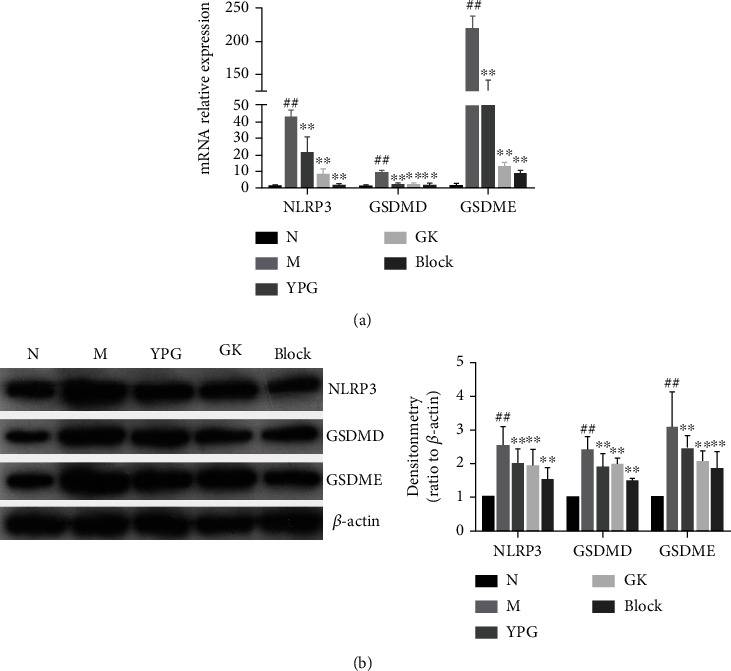 mRNA relative expression
250
200
150
100
50
40
30
20
10
0
##
**
**
**
##
**
**
**
##
**
**
**
NLRP3
GSDMD
GSDME
N
M
YPG
GK
Block
(a)
N M YPG GK Block
NLRP3
GSDMD
GSDME
β-actin
Densitonmetry
(ratio to β-actin)
5
4
3
2
1
0
##
**
**
**
##
**
**
**
##
**
**
**
NLRP3
GSDMD
GSDME
N
M
YPG
GK
Block
(b)